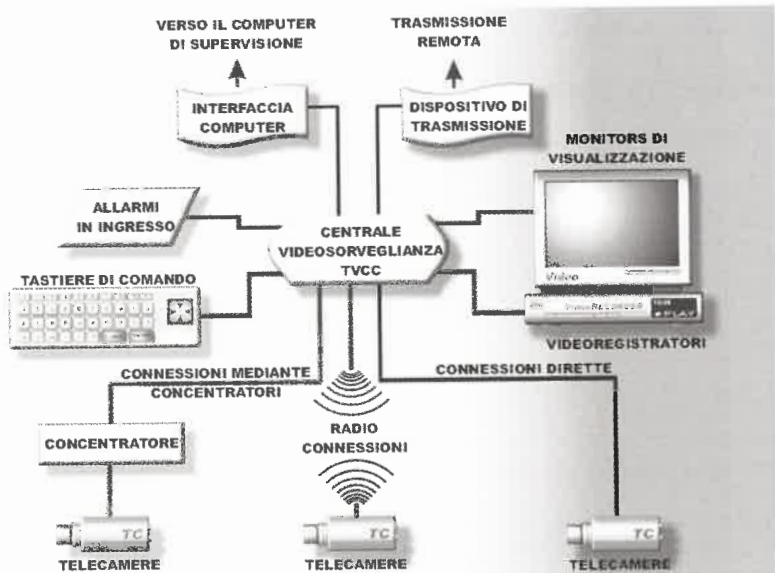 VERSO IL COMPUTER
DI SUPERVISIONE
TRASMISSIONE
REMOTA
INTERFACCIA
COMPUTER
DISPOSITIVO DI
TRASMISSIONE
MONITORS DI
VISUALIZZAZIONE
ALLARMI
IN INGRESSO
CENTRALE
VIDEOSORVEGLIANZA
TVCC
TASTIERE DI COMANDO
Video
PLAY
VIDEOREGISTRATORI
CONNESSIONI MEDIANTE
CONCENTRATORI
CONNESSIONI DIRETTE
CONCENTRATORE
RADIO
CONNESSIONI
TC
TC
TC
TELECAMERE
TELECAMERE
TELECAMERE